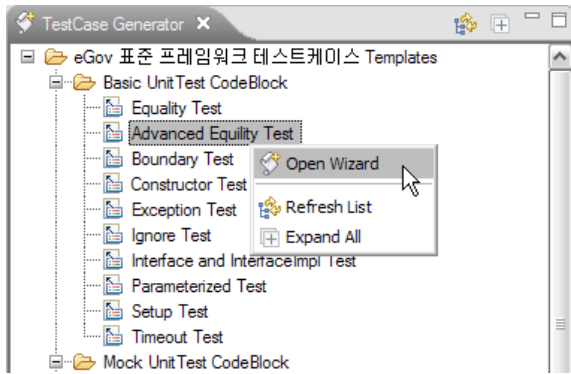 TestCase Generator
eGov 표준 프레임워크 테스트케이스 Templates
Basic UnitTest CodeBlock
Equality Test
Advanced Equility Test
Boundary Test
Open Wizard
Constructor Test
Exception Test
Refresh List
Ignore Test
Expand All
Interface and InterfaceImpl Test
Parameterized Test
Setup Test
Timeout Test
Mock UnitTest CodeBlock